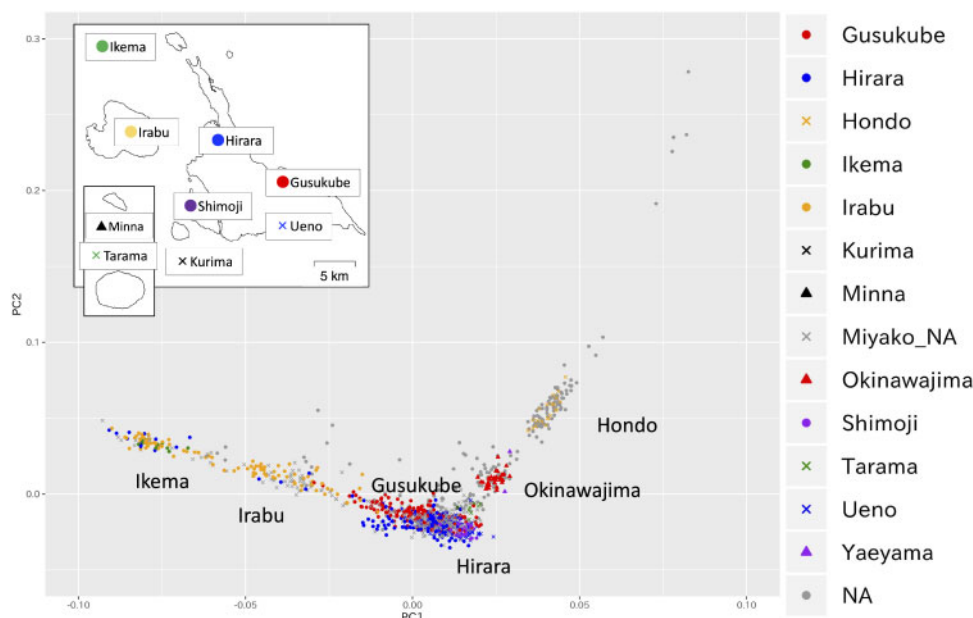 Ikema
Irabu
Hirara
Gusukube
Shimoji
Minna
Ueno
Tarama
Kurima
5 km
0.3
0.2
0.1
0.0
PC2
Hondo
Gusukube
Okinawajima
Ikema
Irabu
Hirara
-0.10
-0.05
0.00
0.05
0.10
PC1
Gusukube
Hirara
Hondo
Ikema
Irabu
Kurima
Minna
Miyako_NA
Okinawajima
Shimoji
Tarama
Ueno
Yaeyama
NA